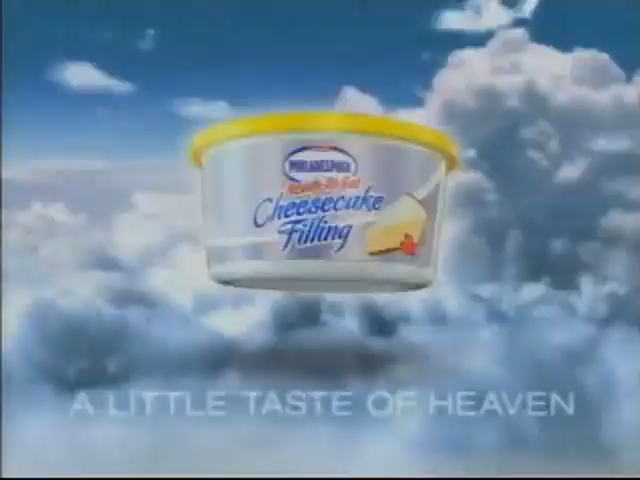 PHILADELPHIA
Ready-To-Eat
Cheesecake
Filling
A LITTLE TASTE OF HEAVEN